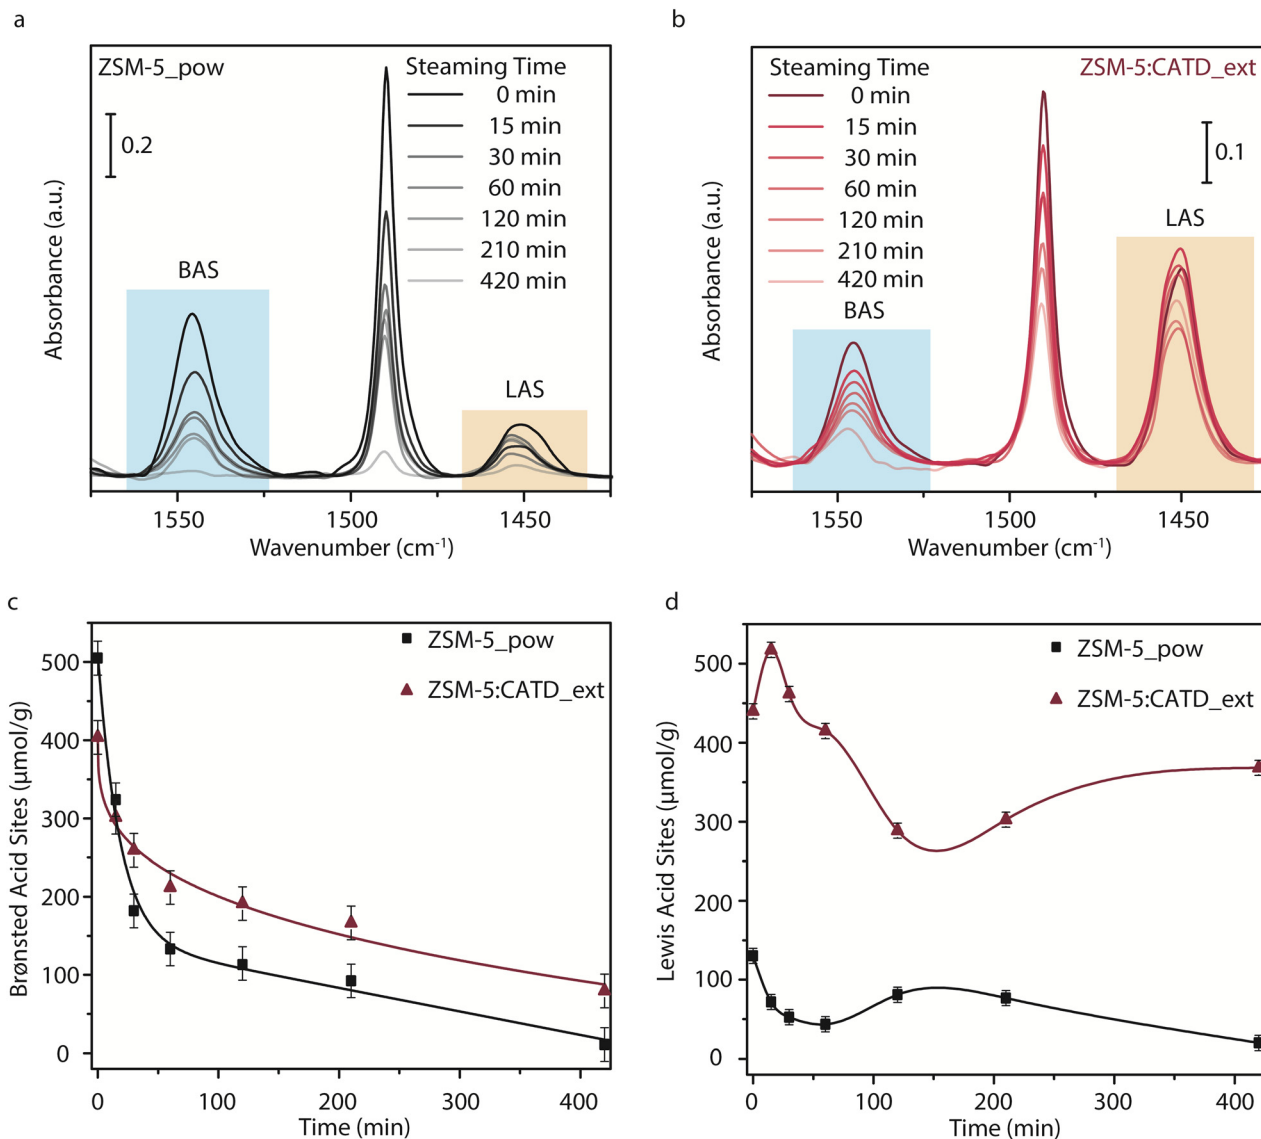 a
ZSM-5_pow
Steaming Time
0 min
15 min
30 min
60 min
120 min
210 min
420 min
0.2
BAS
LAS
Absorbance (a.u.)
1550
1500
1450
Wavenumber (cm⁻¹)
b
Steaming Time
0 min
15 min
30 min
60 min
120 min
210 min
420 min
ZSM-5:CATD_ext
0.1
LAS
BAS
Absorbance (a.u.)
1550
1500
1450
Wavenumber (cm⁻¹)
c
ZSM-5_pow
ZSM-5:CATD_ext
Brønsted Acid Sites (µmol/g)
500
400
300
200
100
0
0
100
200
300
400
Time (min)
d
ZSM-5_pow
ZSM-5:CATD_ext
Lewis Acid Sites (µmol/g)
500
400
300
200
100
0
0
100
200
300
400
Time (min)